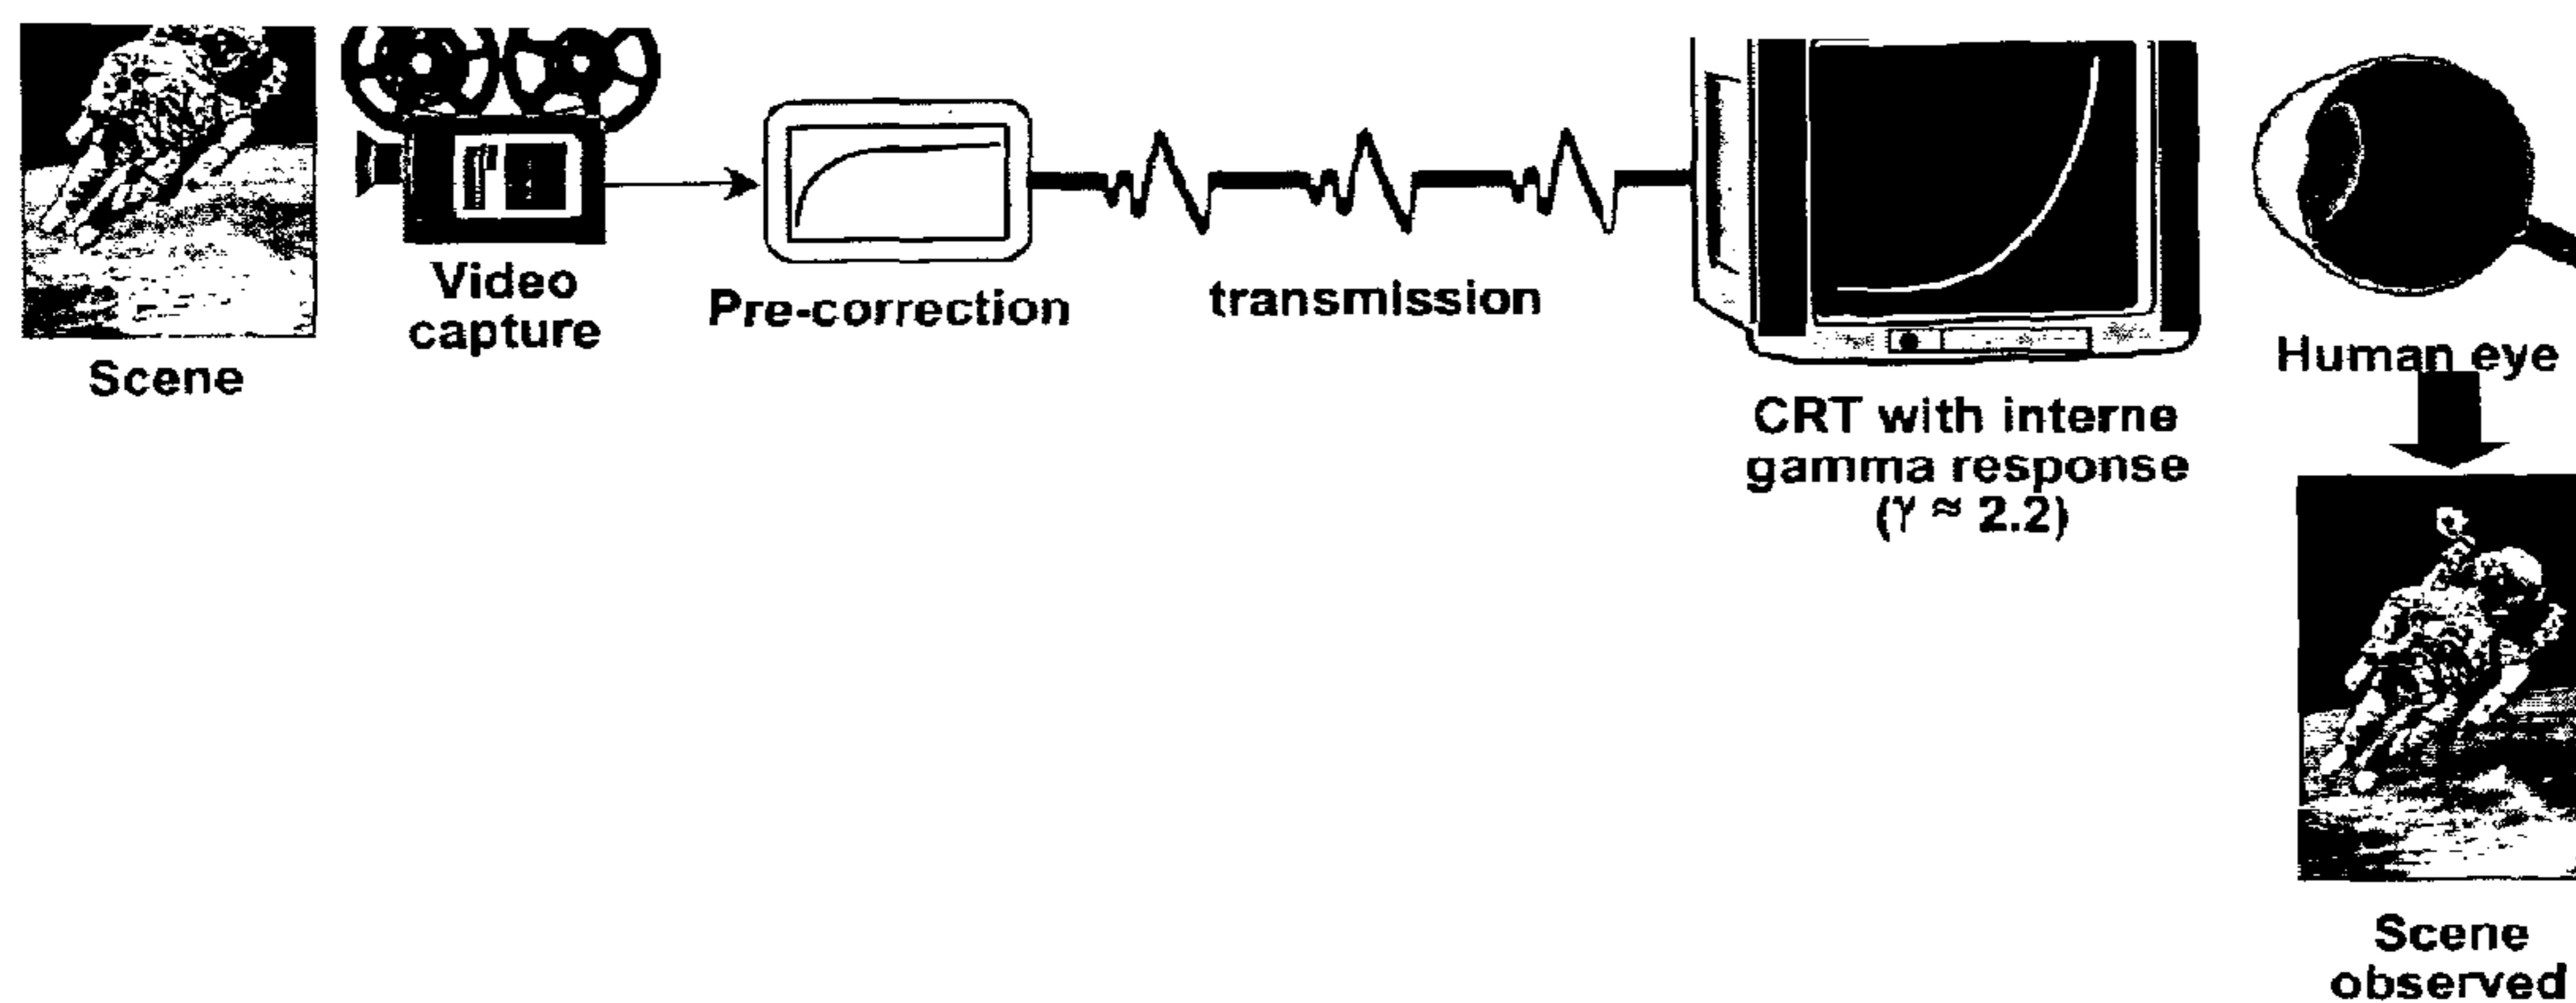 Scene
Video
capture
Pre-correction
transmission
CRT with interne
gamma response
(γ ≈ 2.2)
Human eye
Scene
observed